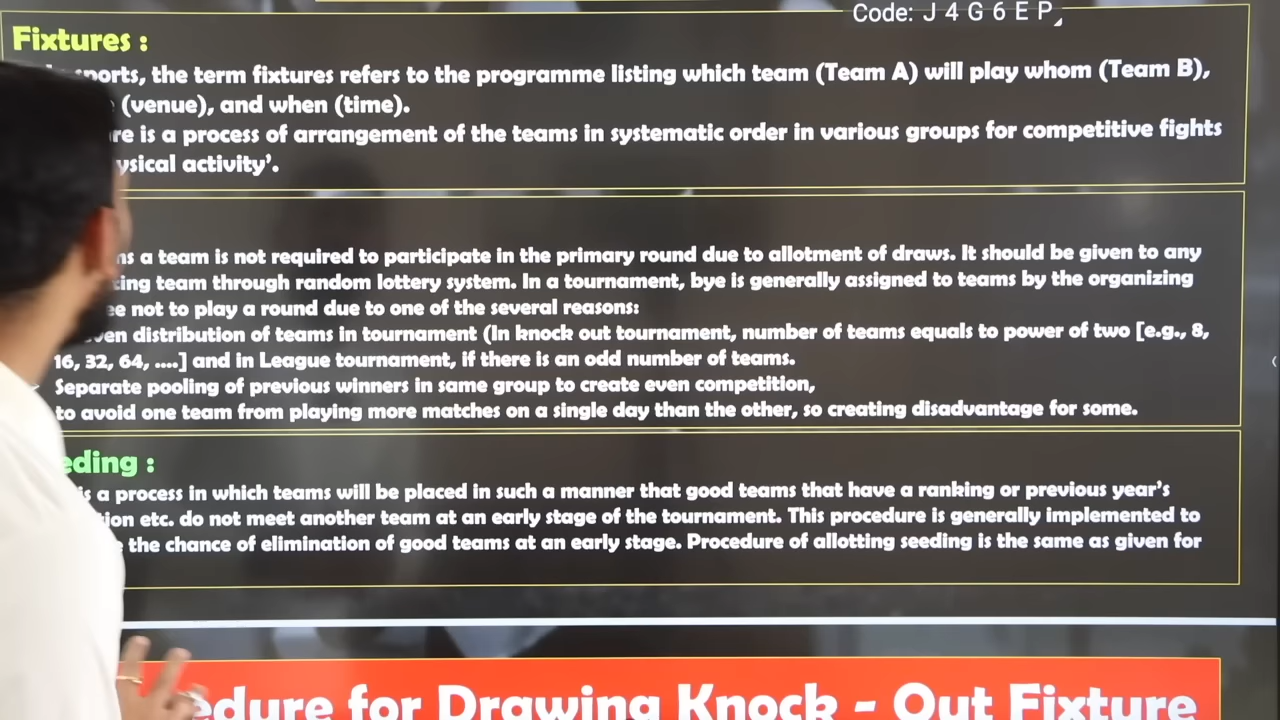 Code: J 4 G 6 E P
Fixtures :
sports, the term fixtures refers to the programme listing which team (Team A) will play whom (Team B),
(venue), and when (time).
is a process of arrangement of the teams in systematic order in various groups for competitive fights
activity’.
a team is not required to participate in the primary round due to allotment of draws. It should be given to any
team through random lottery system. In a tournament, bye is generally assigned to teams by the organizing
not to play a round due to one of the several reasons:
distribution of teams in tournament (In knock out tournament, number of teams equals to power of two [e.g., 8,
16, 32, 64, ....] and in League tournament, if there is an odd number of teams.
Separate pooling of previous winners in same group to create even competition,
to avoid one team from playing more matches on a single day than the other, so creating disadvantage for some.
eding :
is a process in which teams will be placed in such a manner that good teams that have a ranking or previous year’s
etc. do not meet another team at an early stage of the tournament. This procedure is generally implemented to
the chance of elimination of good teams at an early stage. Procedure of allotting seeding is the same as given for
edure for Drawing Knock - Out Fixture